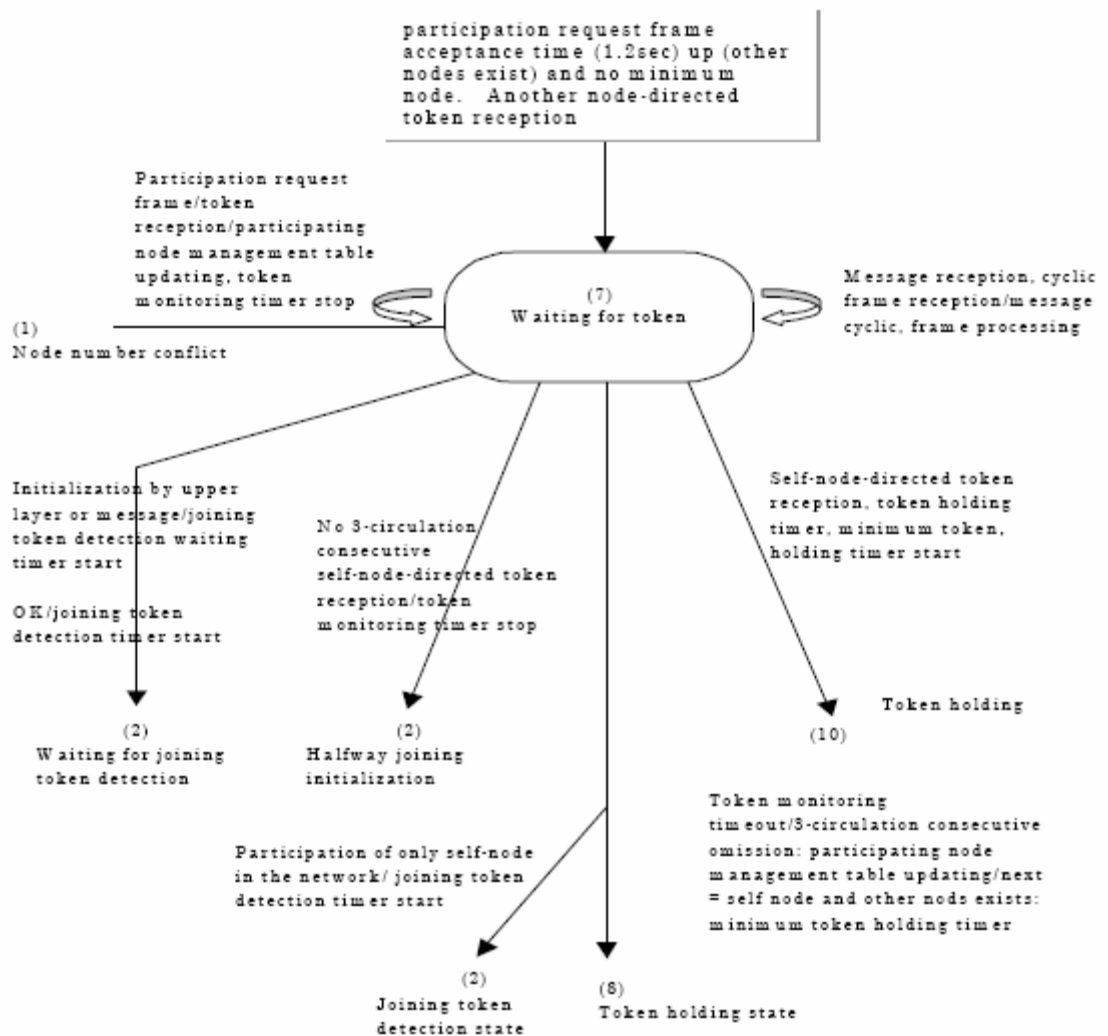 participation request frame
acceptance time (1.2sec) up (other
nodes exist) and no minimum
node. Another node-directed
token reception
Participation request
frame/token
reception/participating
node management table
updating, token
monitoring timer stop
(7)
Waiting for token
Message reception, cyclic
frame reception/message
cyclic, frame processing
(1)
Node number conflict
Initialization by upper
layer or message/joining
token detection waiting
timer start
OK/joining token
detection timer start
No 3-circulation
consecutive
self-node-directed token
reception/token
monitoring timer stop
Self-node-directed token
reception, token holding
timer, minimum token,
holding timer start
(2)
Waiting for joining
token detection
(2)
Halfway joining
initialization
Token holding
(10)
Participation of only self-node
in the network/ joining token
detection timer start
Token monitoring
timeout/3-circulation consecutive
omission: participating node
management table updating/next
= self node and other nods exists:
minimum token holding timer
(2)
Joining token
detection state
(8)
Token holding state